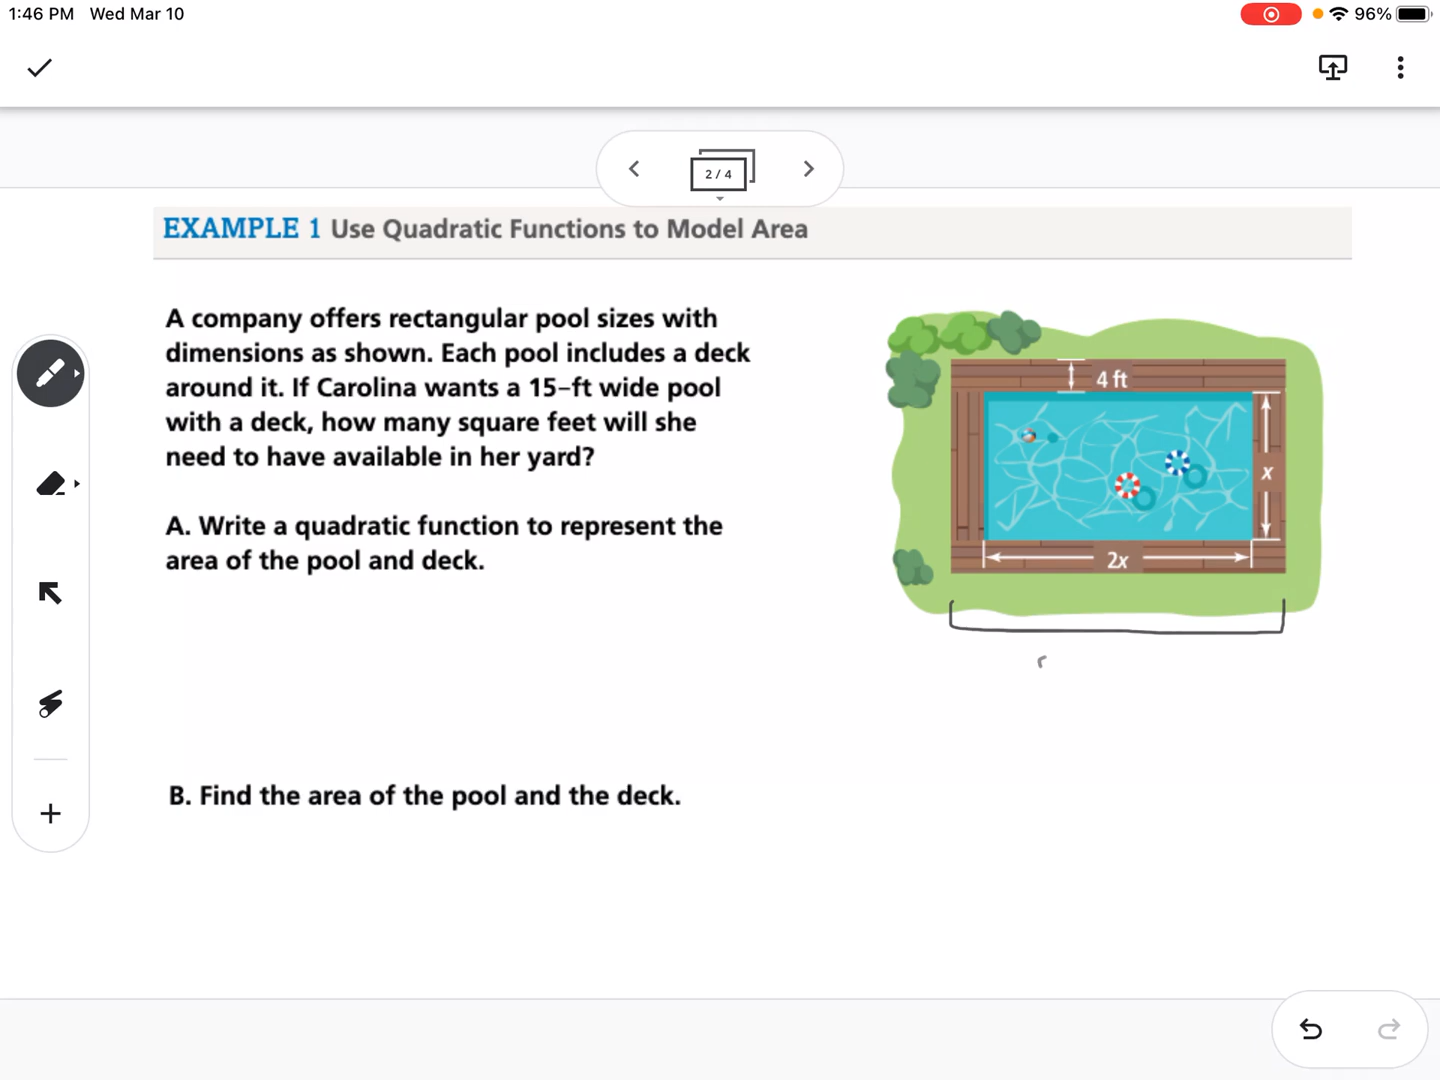 1:46 PM Wed Mar 10
96%
2 / 4
EXAMPLE 1 Use Quadratic Functions to Model Area
A company offers rectangular pool sizes with
dimensions as shown. Each pool includes a deck
around it. If Carolina wants a 15–ft wide pool
with a deck, how many square feet will she
need to have available in her yard?
A. Write a quadratic function to represent the
area of the pool and deck.
4 ft
x
2x
B. Find the area of the pool and the deck.